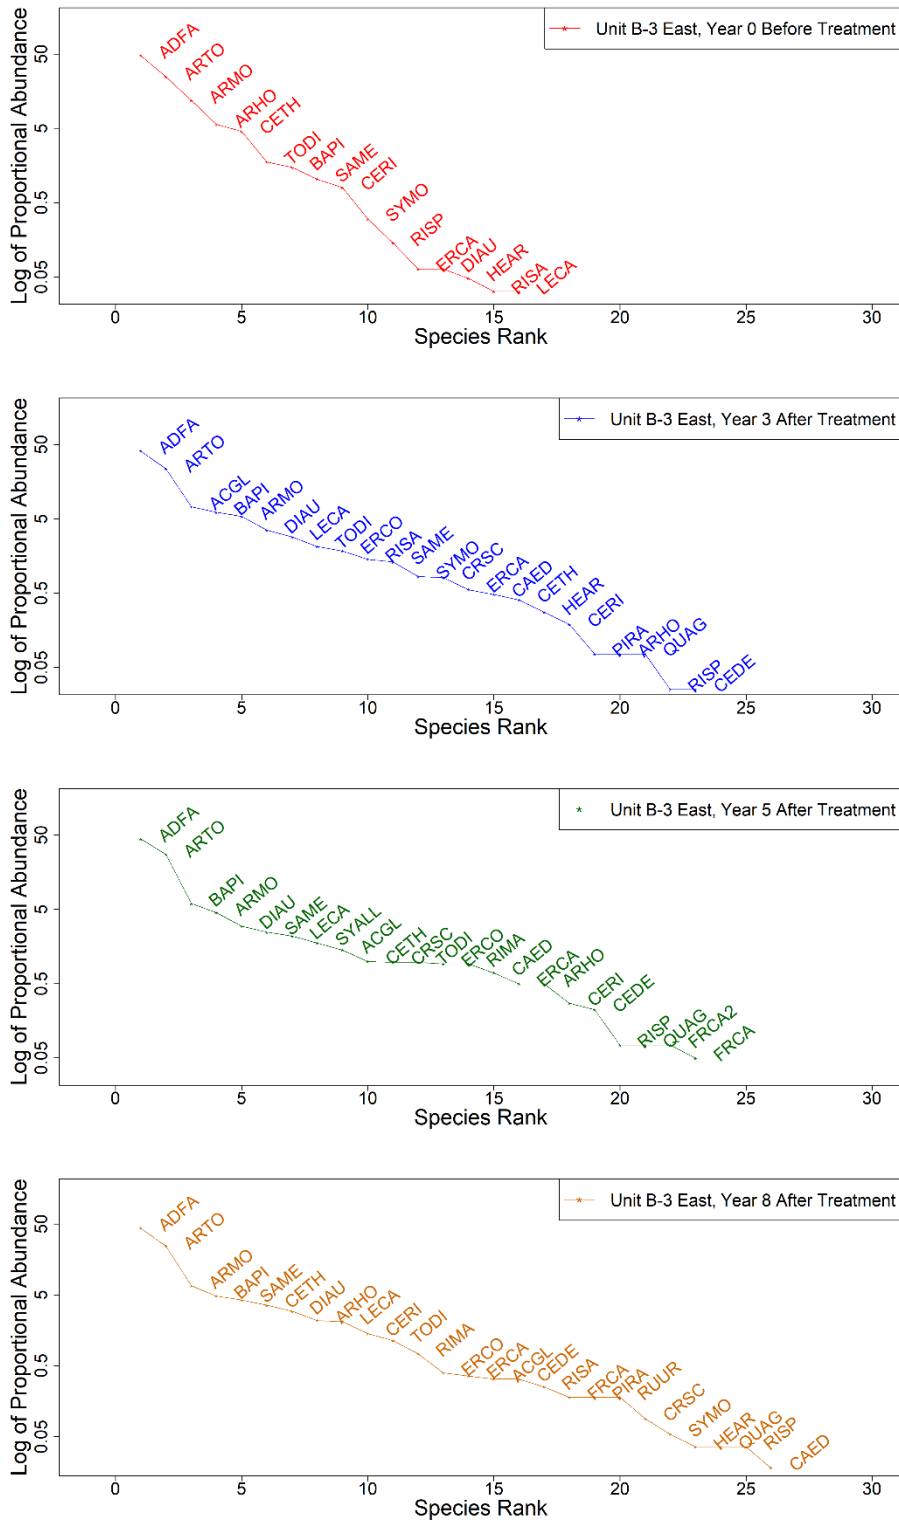 Unit B-3 East, Year 0 Before Treatment
Log of Proportional Abundance
50
5
0.5
0.05
ADFA
ARTO
ARMO
ARHO
CETH
TODI
BAPI
SAME
CERI
SYMO
RISP
ERCA
DIAU
HEAR
RISA
LECA
0 5 10 15 20 25 30
Species Rank
Unit B-3 East, Year 3 After Treatment
Log of Proportional Abundance
50
5
0.5
0.05
ADFA
ARTO
ACGL
BAPI
ARMO
DIAU
LECA
TODI
ERCO
RISA
SAME
SYMO
CRSC
ERCA
CAED
CETH
HEAR
CERI
PIRA
ARHO
QUAG
RISP
CEDE
0 5 10 15 20 25 30
Species Rank
Unit B-3 East, Year 5 After Treatment
Log of Proportional Abundance
50
5
0.5
0.05
ADFA
ARTO
BAPI
ARMO
DIAU
SAME
LECA
SYALL
ACGL
CETH
CRSC
TODI
ERCO
RIMA
CAED
ERCA
ARHO
CERI
CEDE
RISP
QUAG
FRCA2
FRCA
0 5 10 15 20 25 30
Species Rank
Unit B-3 East, Year 8 After Treatment
Log of Proportional Abundance
50
5
0.5
0.05
ADFA
ARTO
ARMO
BAPI
SAME
CETH
DIAU
ARHO
LECA
CERI
TODI
RIMA
ERCO
ERCA
ACGL
CEDE
RISA
FRCA
PIRA
RUUR
CRSC
SYMO
HEAR
QUAG
RISP
CAED
0 5 10 15 20 25 30
Species Rank